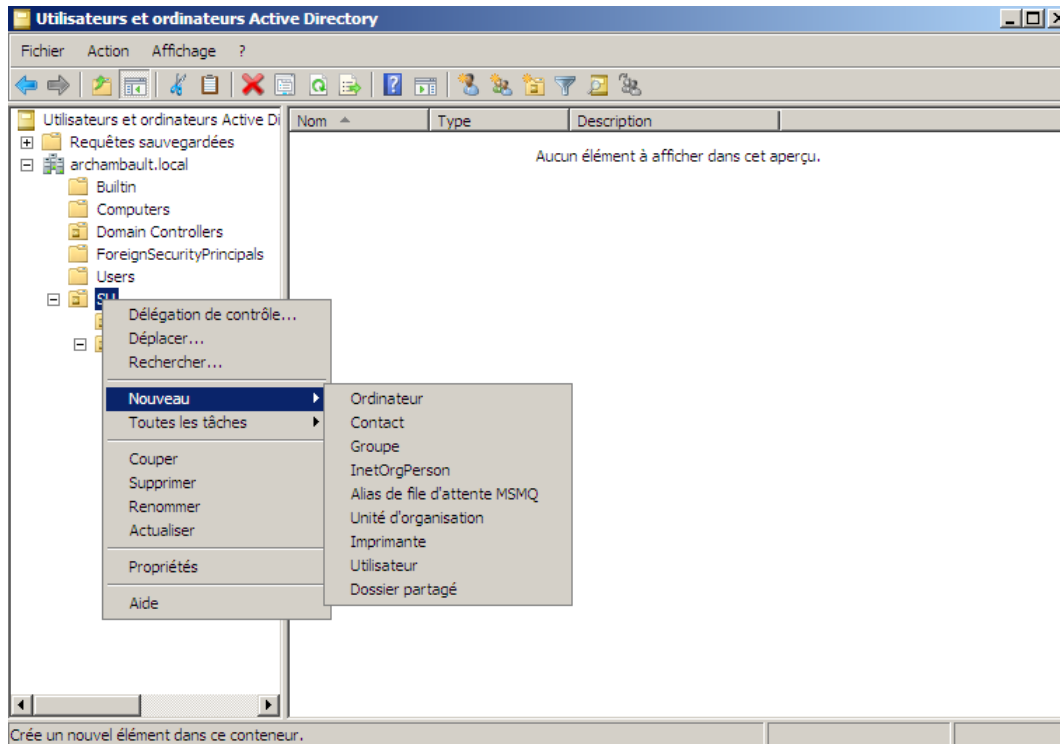 Utilisateurs et ordinateurs Active Directory
Fichier Action Affichage ?
Utilisateurs et ordinateurs Active Di
Nom Type Description
Requêtes sauvegardées
Aucun élément à afficher dans cet aperçu.
archambault.local
Builtin
Computers
Domain Controllers
ForeignSecurityPrincipals
Users
Délégation de contrôle...
Déplacer...
Rechercher...
Nouveau
Toutes les tâches
Couper
Supprimer
Renommer
Actualiser
Propriétés
Aide
Ordinateur
Contact
Groupe
InetOrgPerson
Alias de file d'attente MSMQ
Unité d'organisation
Imprimante
Utilisateur
Dossier partagé
Crée un nouvel élément dans ce conteneur.